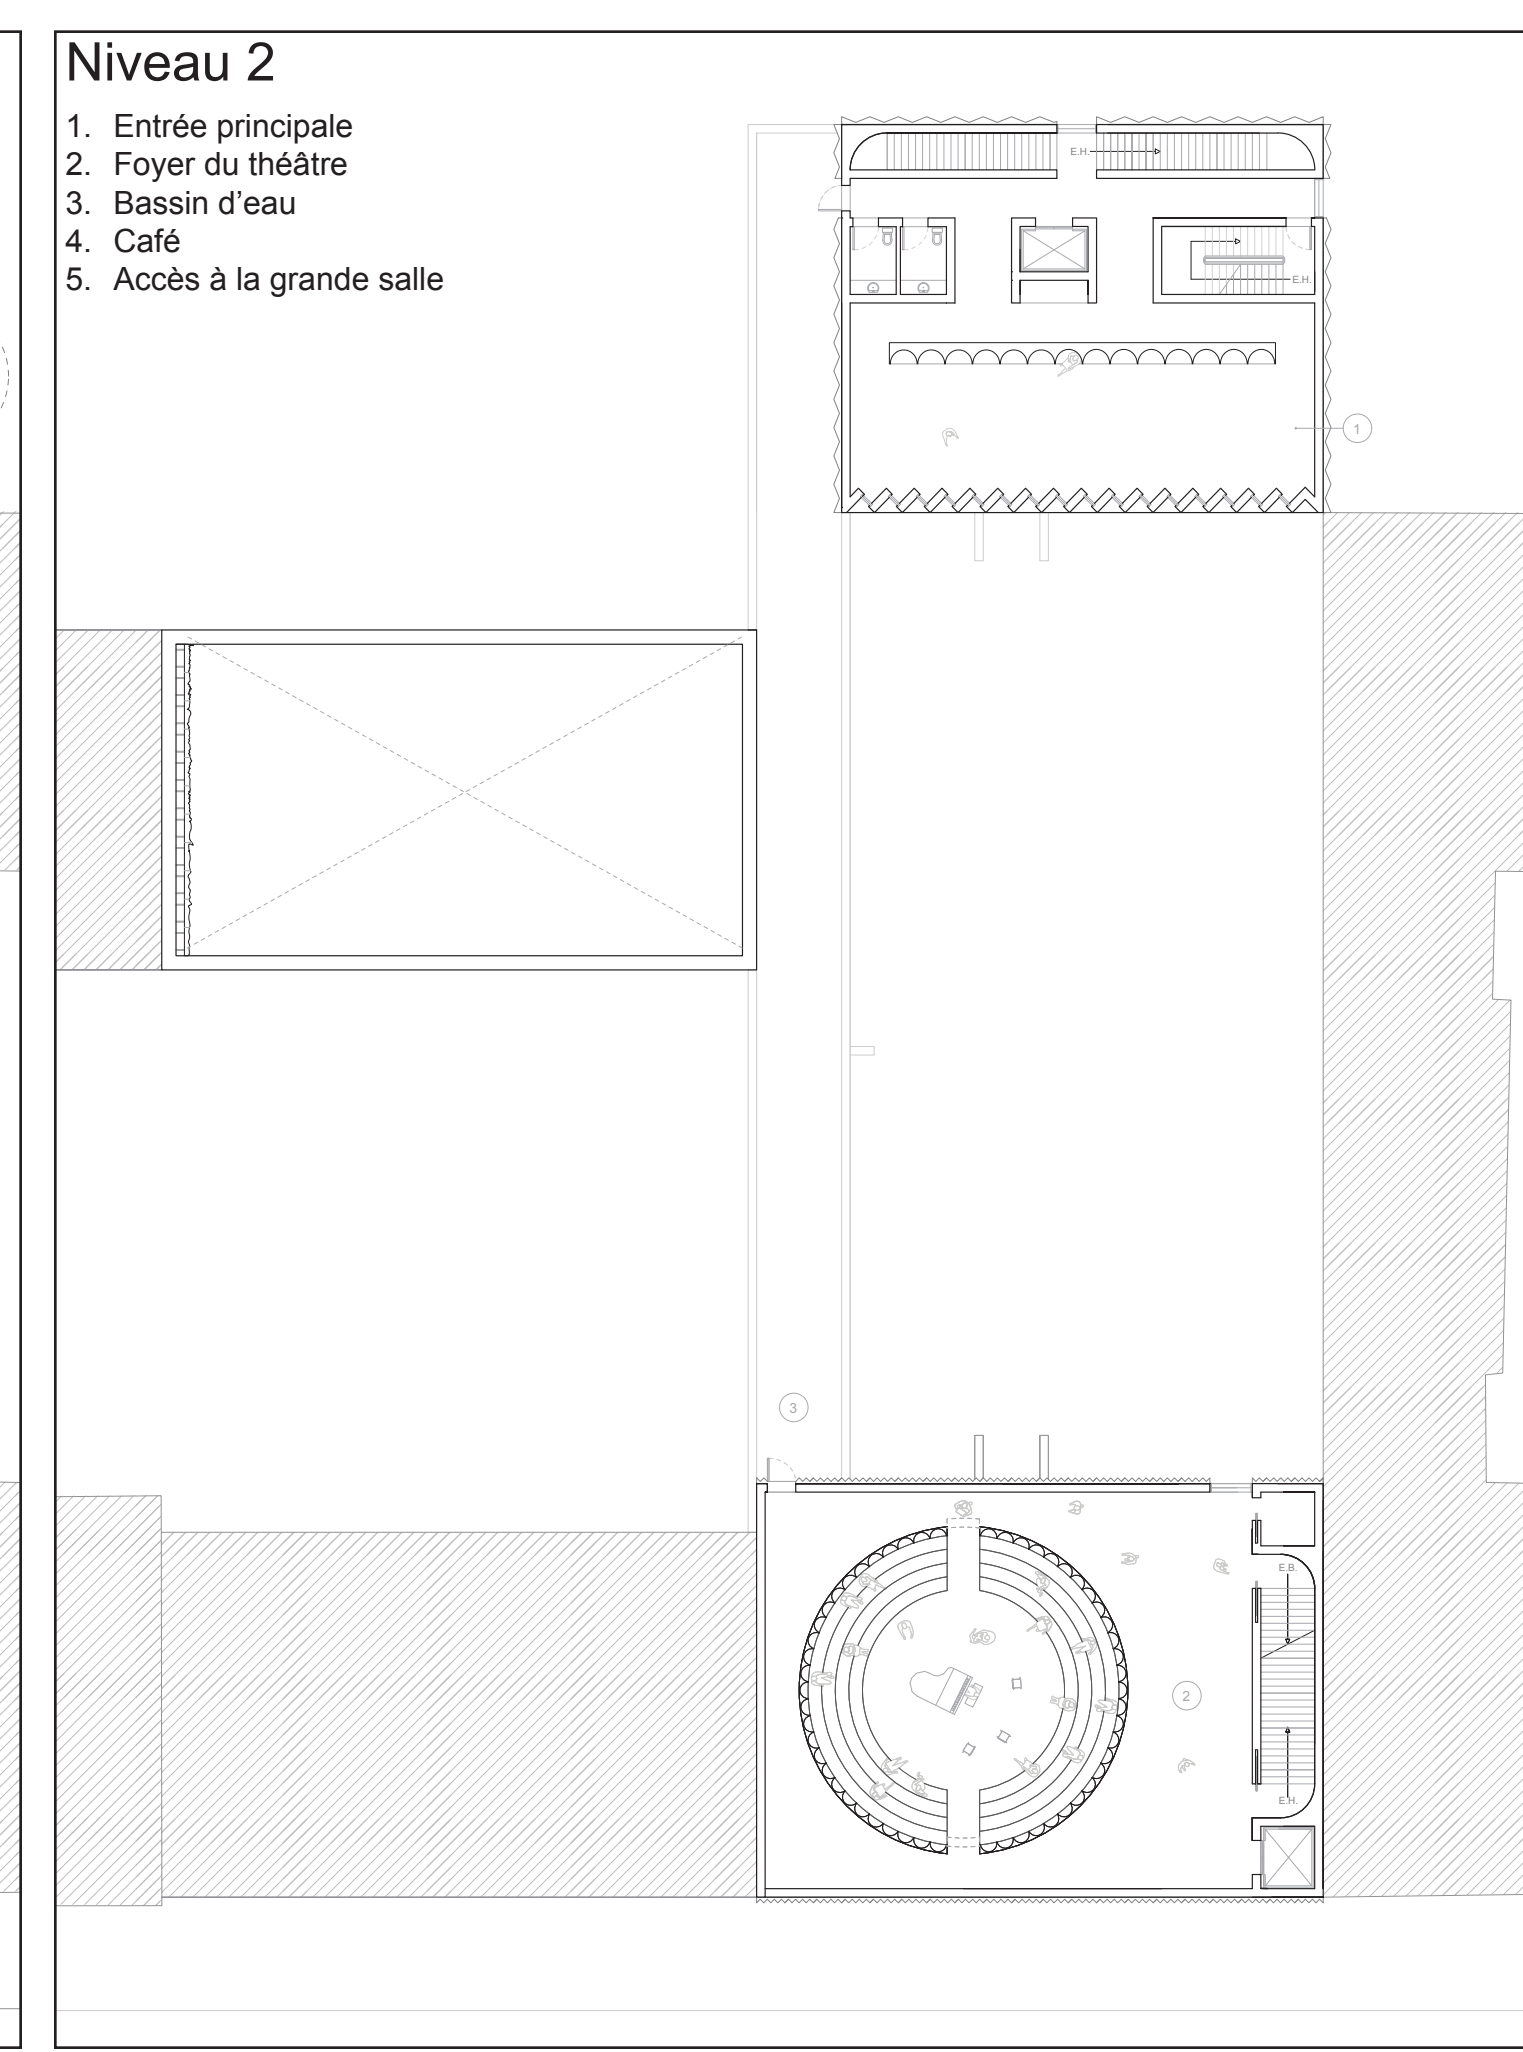 Niveau 2
1. Entrée principale
2. Foyer du théâtre
3. Bassin d’eau
4. Café
5. Accès à la grande salle
E.H.
E.H.
1
3
E.B.
2
E.H.